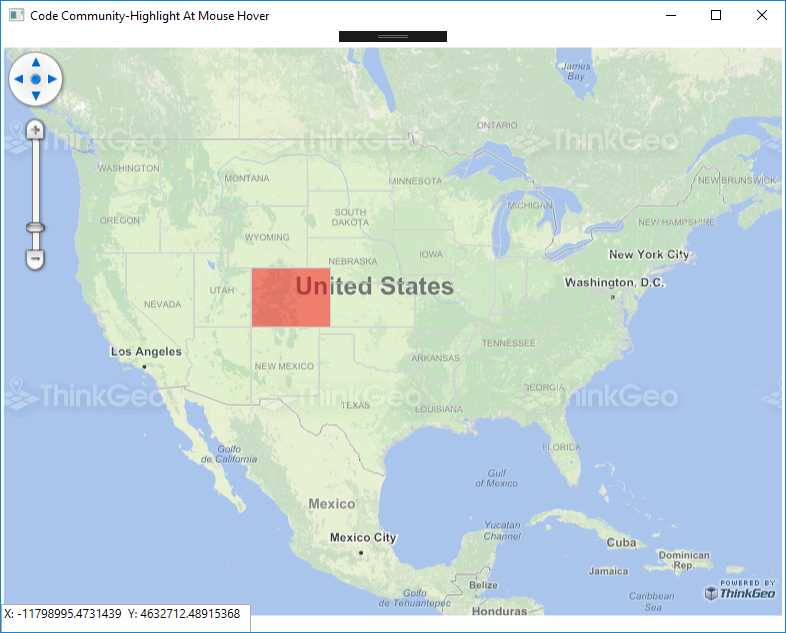 Code Community-Highlight At Mouse Hover
James
Bay
ONTARIO
ThinkGeo
ThinkGeo
ThinkGeo
WASHINGTON
MONTANA
MINNESOTA
NEW BRUNSWICK
OREGON
SOUTH
DAKOTA
MICHIGAN
NEW HAMPSHIRE
WYOMING
NEBRASKA
IOWA
New York City
UTAH
United States
Washington, D.C.
NEVADA
Los Angeles
TENNESSEE
ARKANSAS
NEW MEXICO
GEORGIA
ThinkGeo
ThinkGeo
ThinkGeo
TEXAS
LOUISIANA
FLORIDA
Golfo
de California
Gulf
of Mexico
Mexico
Mexico City
Yucatan
Channel
Cuba
Dominican
Rep.
Jamaica
Belize
Golfo
de Tehuantepec
Caribbean
Sea
Honduras
POWERED BY
ThinkGeo
X: -11798995.4731439 Y: 4632712.48915368